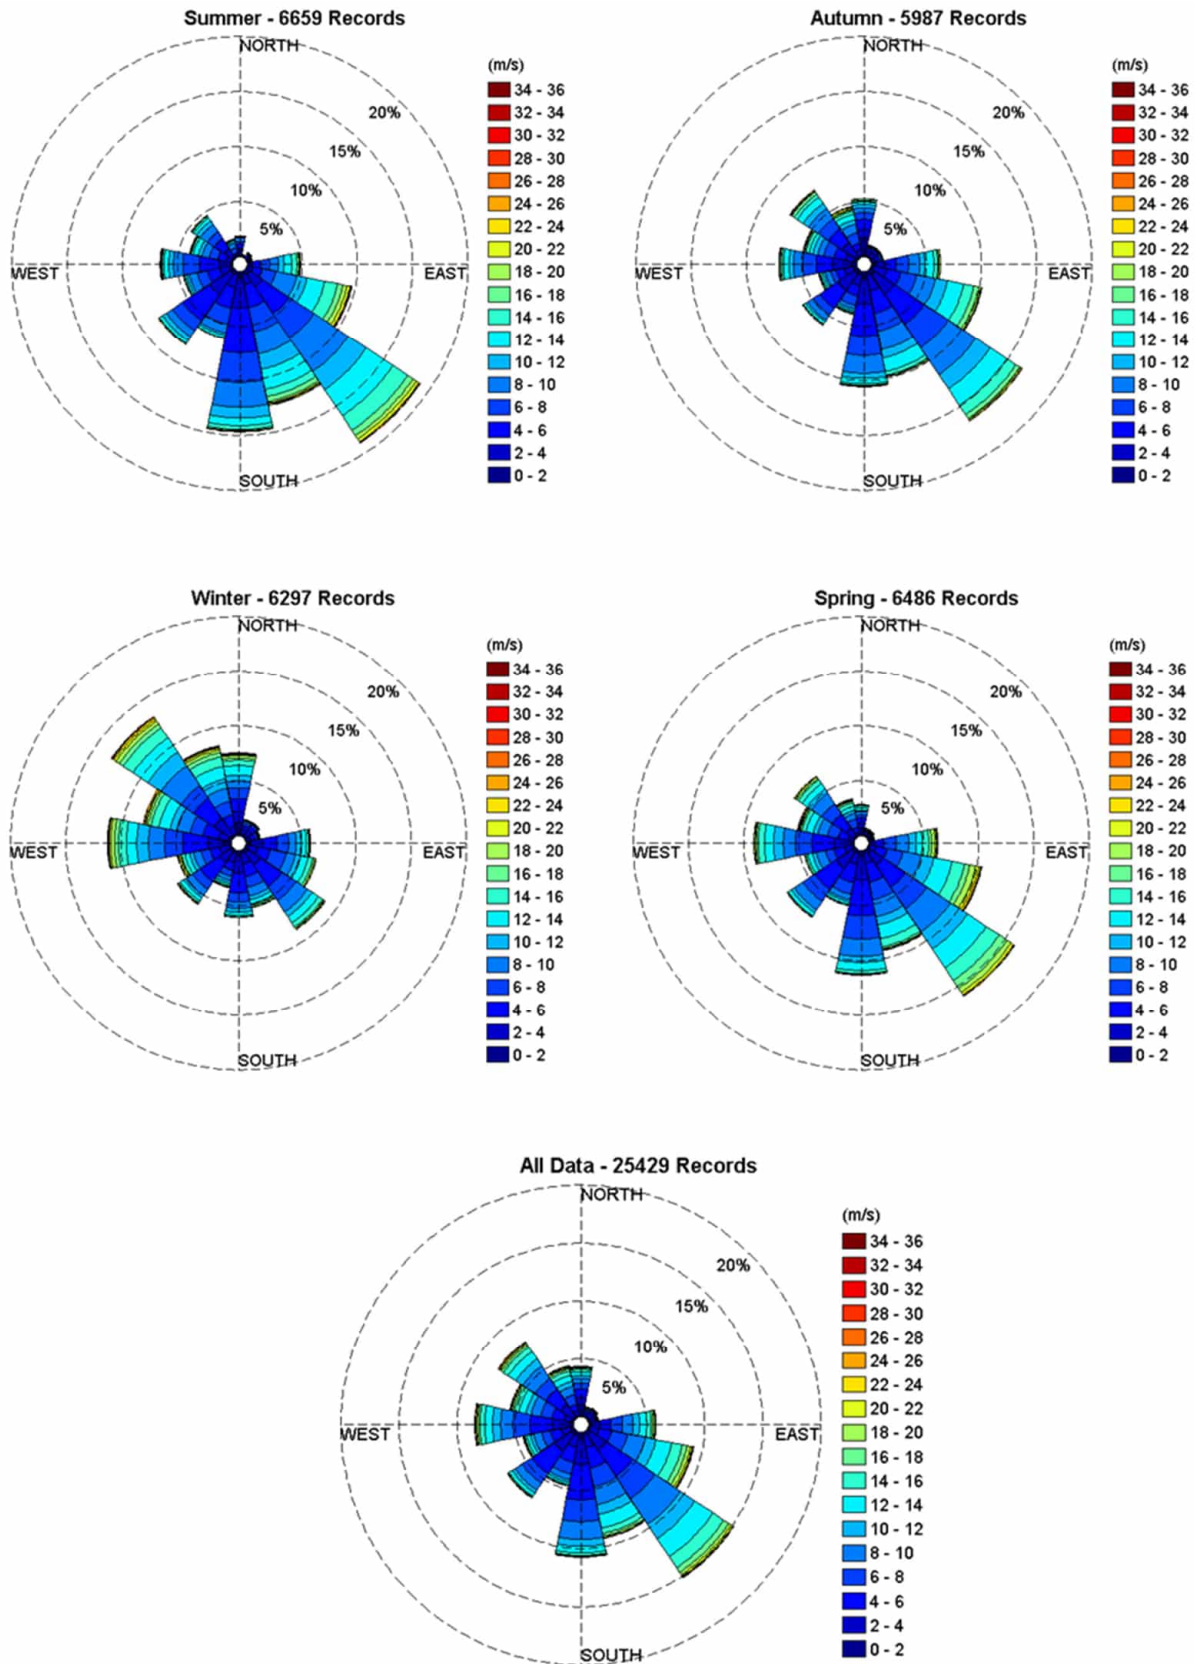 Summer - 6659 Records
NORTH
20%
15%
10%
5%
WEST
EAST
SOUTH
(m/s)
34 - 36
32 - 34
30 - 32
28 - 30
26 - 28
24 - 26
22 - 24
20 - 22
18 - 20
16 - 18
14 - 16
12 - 14
10 - 12
8 - 10
6 - 8
4 - 6
2 - 4
0 - 2
Autumn - 5987 Records
NORTH
20%
15%
10%
5%
WEST
EAST
SOUTH
(m/s)
34 - 36
32 - 34
30 - 32
28 - 30
26 - 28
24 - 26
22 - 24
20 - 22
18 - 20
16 - 18
14 - 16
12 - 14
10 - 12
8 - 10
6 - 8
4 - 6
2 - 4
0 - 2
Winter - 6297 Records
NORTH
20%
15%
10%
5%
WEST
EAST
SOUTH
(m/s)
34 - 36
32 - 34
30 - 32
28 - 30
26 - 28
24 - 26
22 - 24
20 - 22
18 - 20
16 - 18
14 - 16
12 - 14
10 - 12
8 - 10
6 - 8
4 - 6
2 - 4
0 - 2
Spring - 6486 Records
NORTH
20%
15%
10%
5%
WEST
EAST
SOUTH
(m/s)
34 - 36
32 - 34
30 - 32
28 - 30
26 - 28
24 - 26
22 - 24
20 - 22
18 - 20
16 - 18
14 - 16
12 - 14
10 - 12
8 - 10
6 - 8
4 - 6
2 - 4
0 - 2
All Data - 25429 Records
NORTH
20%
15%
10%
5%
WEST
EAST
SOUTH
(m/s)
34 - 36
32 - 34
30 - 32
28 - 30
26 - 28
24 - 26
22 - 24
20 - 22
18 - 20
16 - 18
14 - 16
12 - 14
10 - 12
8 - 10
6 - 8
4 - 6
2 - 4
0 - 2